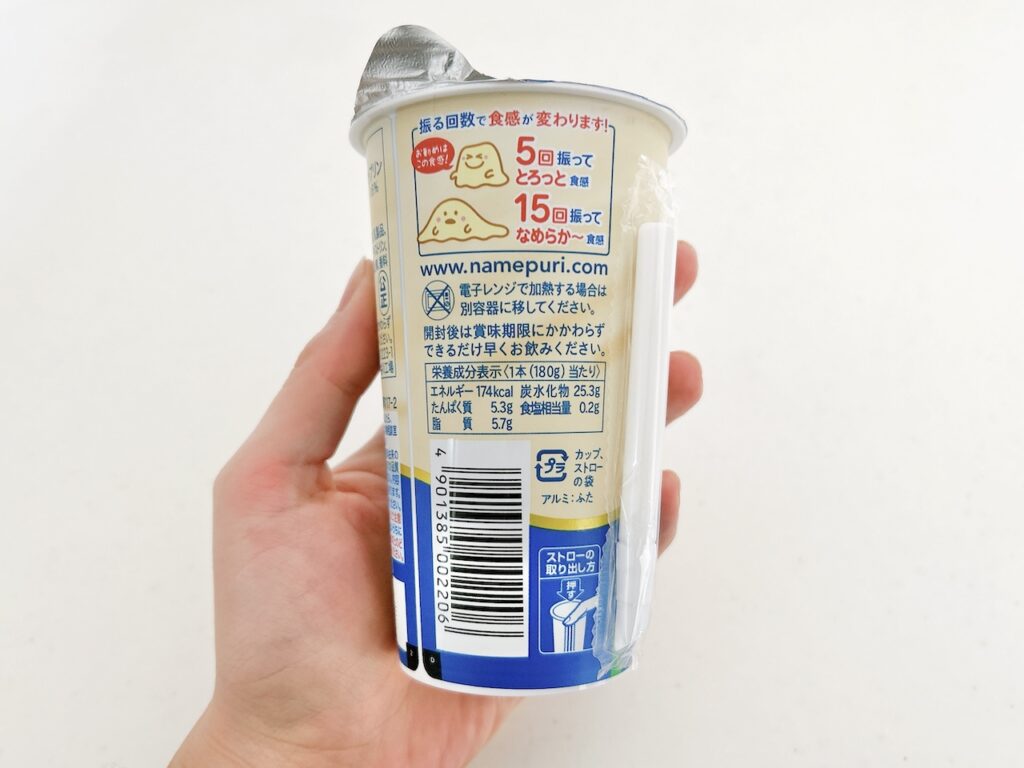 振る回数で食感が変わります!
お勧めは
この食感!
5回振って
とろっと食感
15回振って
なめらか〜食感
www.namepuri.com
電子レンジで加熱する場合は
別容器に移してください。
開封後は賞味期限にかかわらず
できるだけ早くお飲みください。
栄養成分表示〈1本(180g)当たり〉
エネルギー 174kcal 炭水化物 25.3g
たんぱく質 5.3g 食塩相当量 0.2g
脂質 5.7g
プラ
カップ、
ストロー
の袋
アルミ:ふた
4 901385 002206
ストローの
取り出し方
押す
プリン
公正
工場
2 0